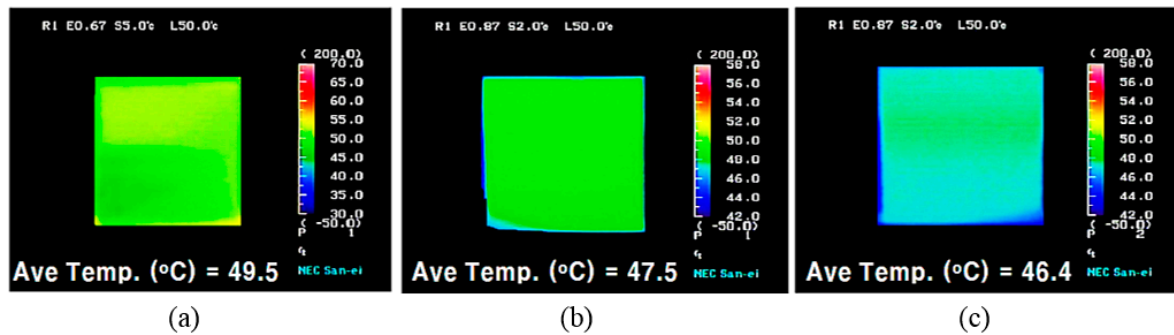 R1 E0.67 S5.0℃ L50.0℃
( 200.0)
70.0
65.0
60.0
55.0
50.0
45.0
40.0
35.0
30.0
( -50.0)
P 1
NEC San-ei
Ave Temp. (ºC) = 49.5
(a)
R1 E0.87 S2.0℃ L50.0℃
( 200.0)
58.0
56.0
54.0
52.0
50.0
48.0
46.0
44.0
42.0
( -50.0)
P 1
NEC San-ei
Ave Temp. (ºC) = 47.5
(b)
R1 E0.87 S2.0℃ L50.0℃
( 200.0)
58.0
56.0
54.0
52.0
50.0
48.0
46.0
44.0
42.0
( -50.0)
P 2
NEC San-ei
Ave Temp. (ºC) = 46.4
(c)